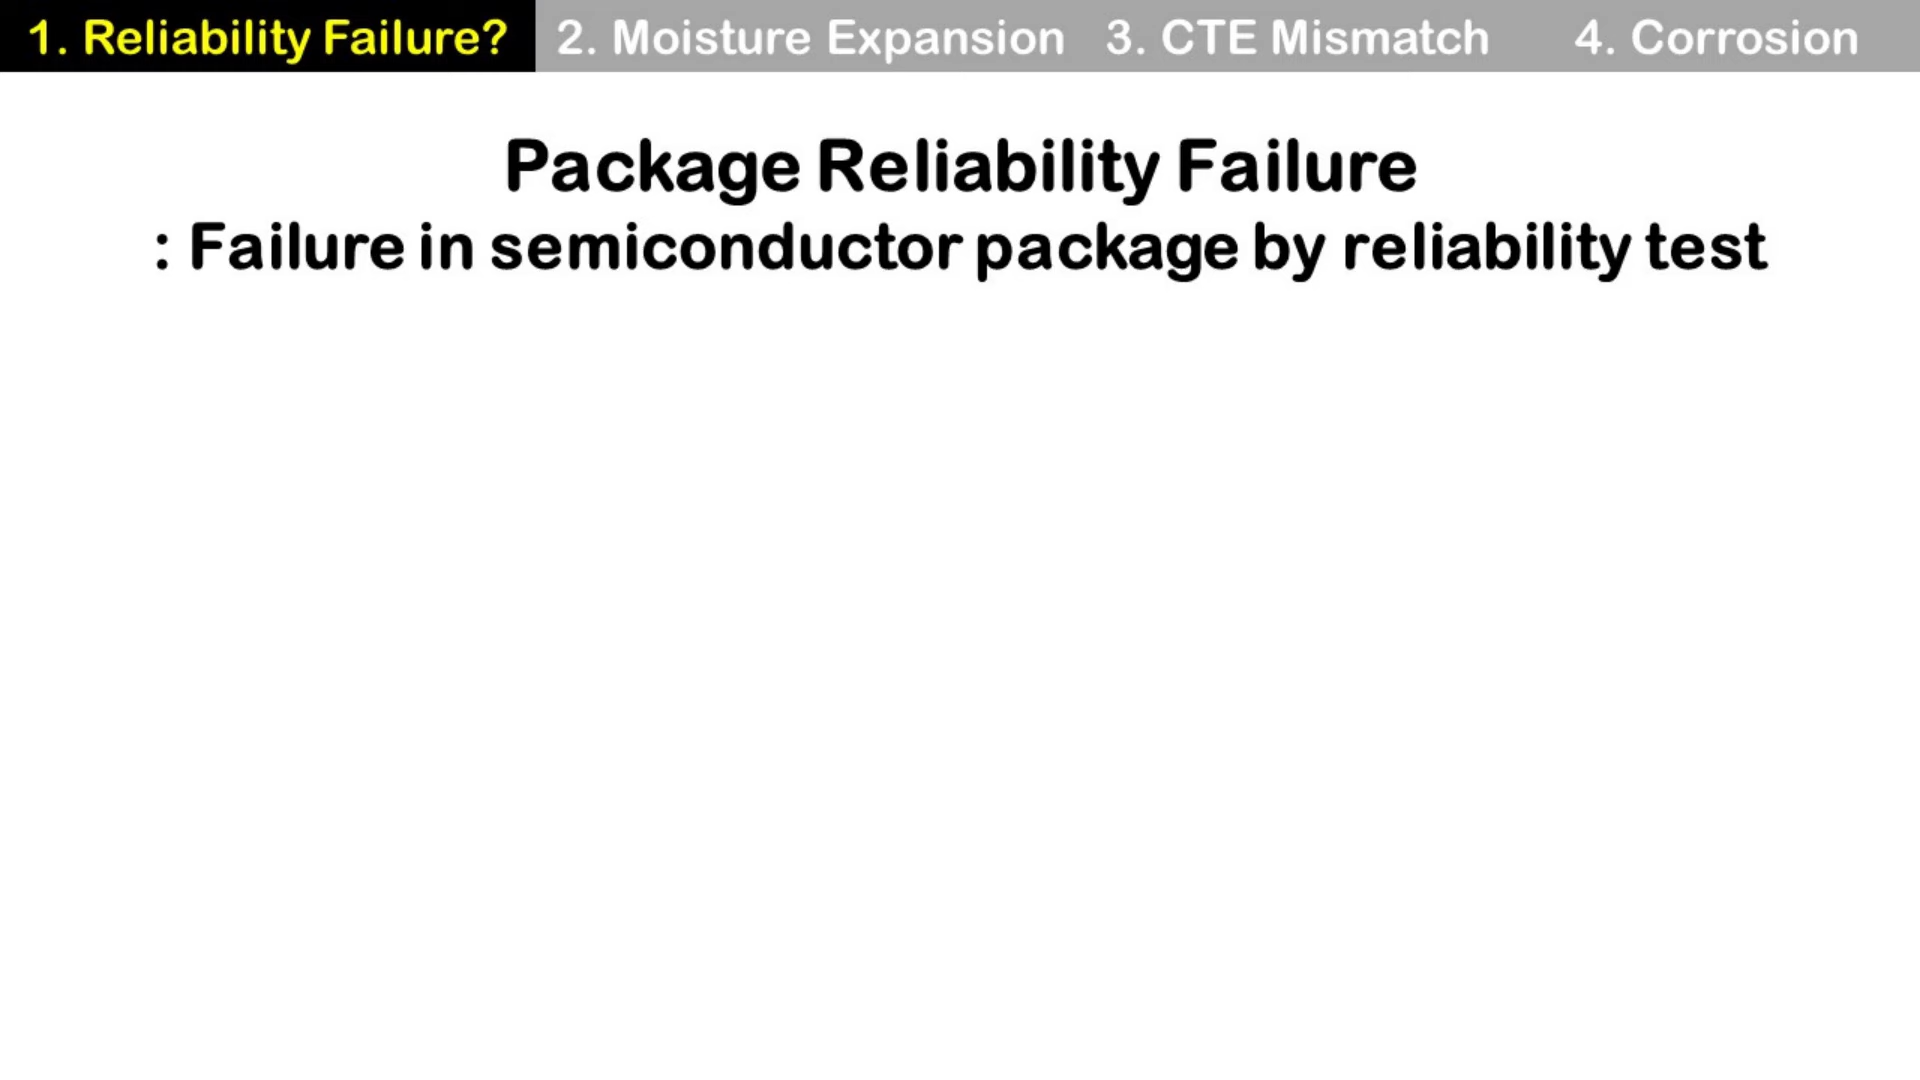 1. Reliability Failure? 2. Moisture Expansion 3. CTE Mismatch 4. Corrosion
Package Reliability Failure
: Failure in semiconductor package by reliability test